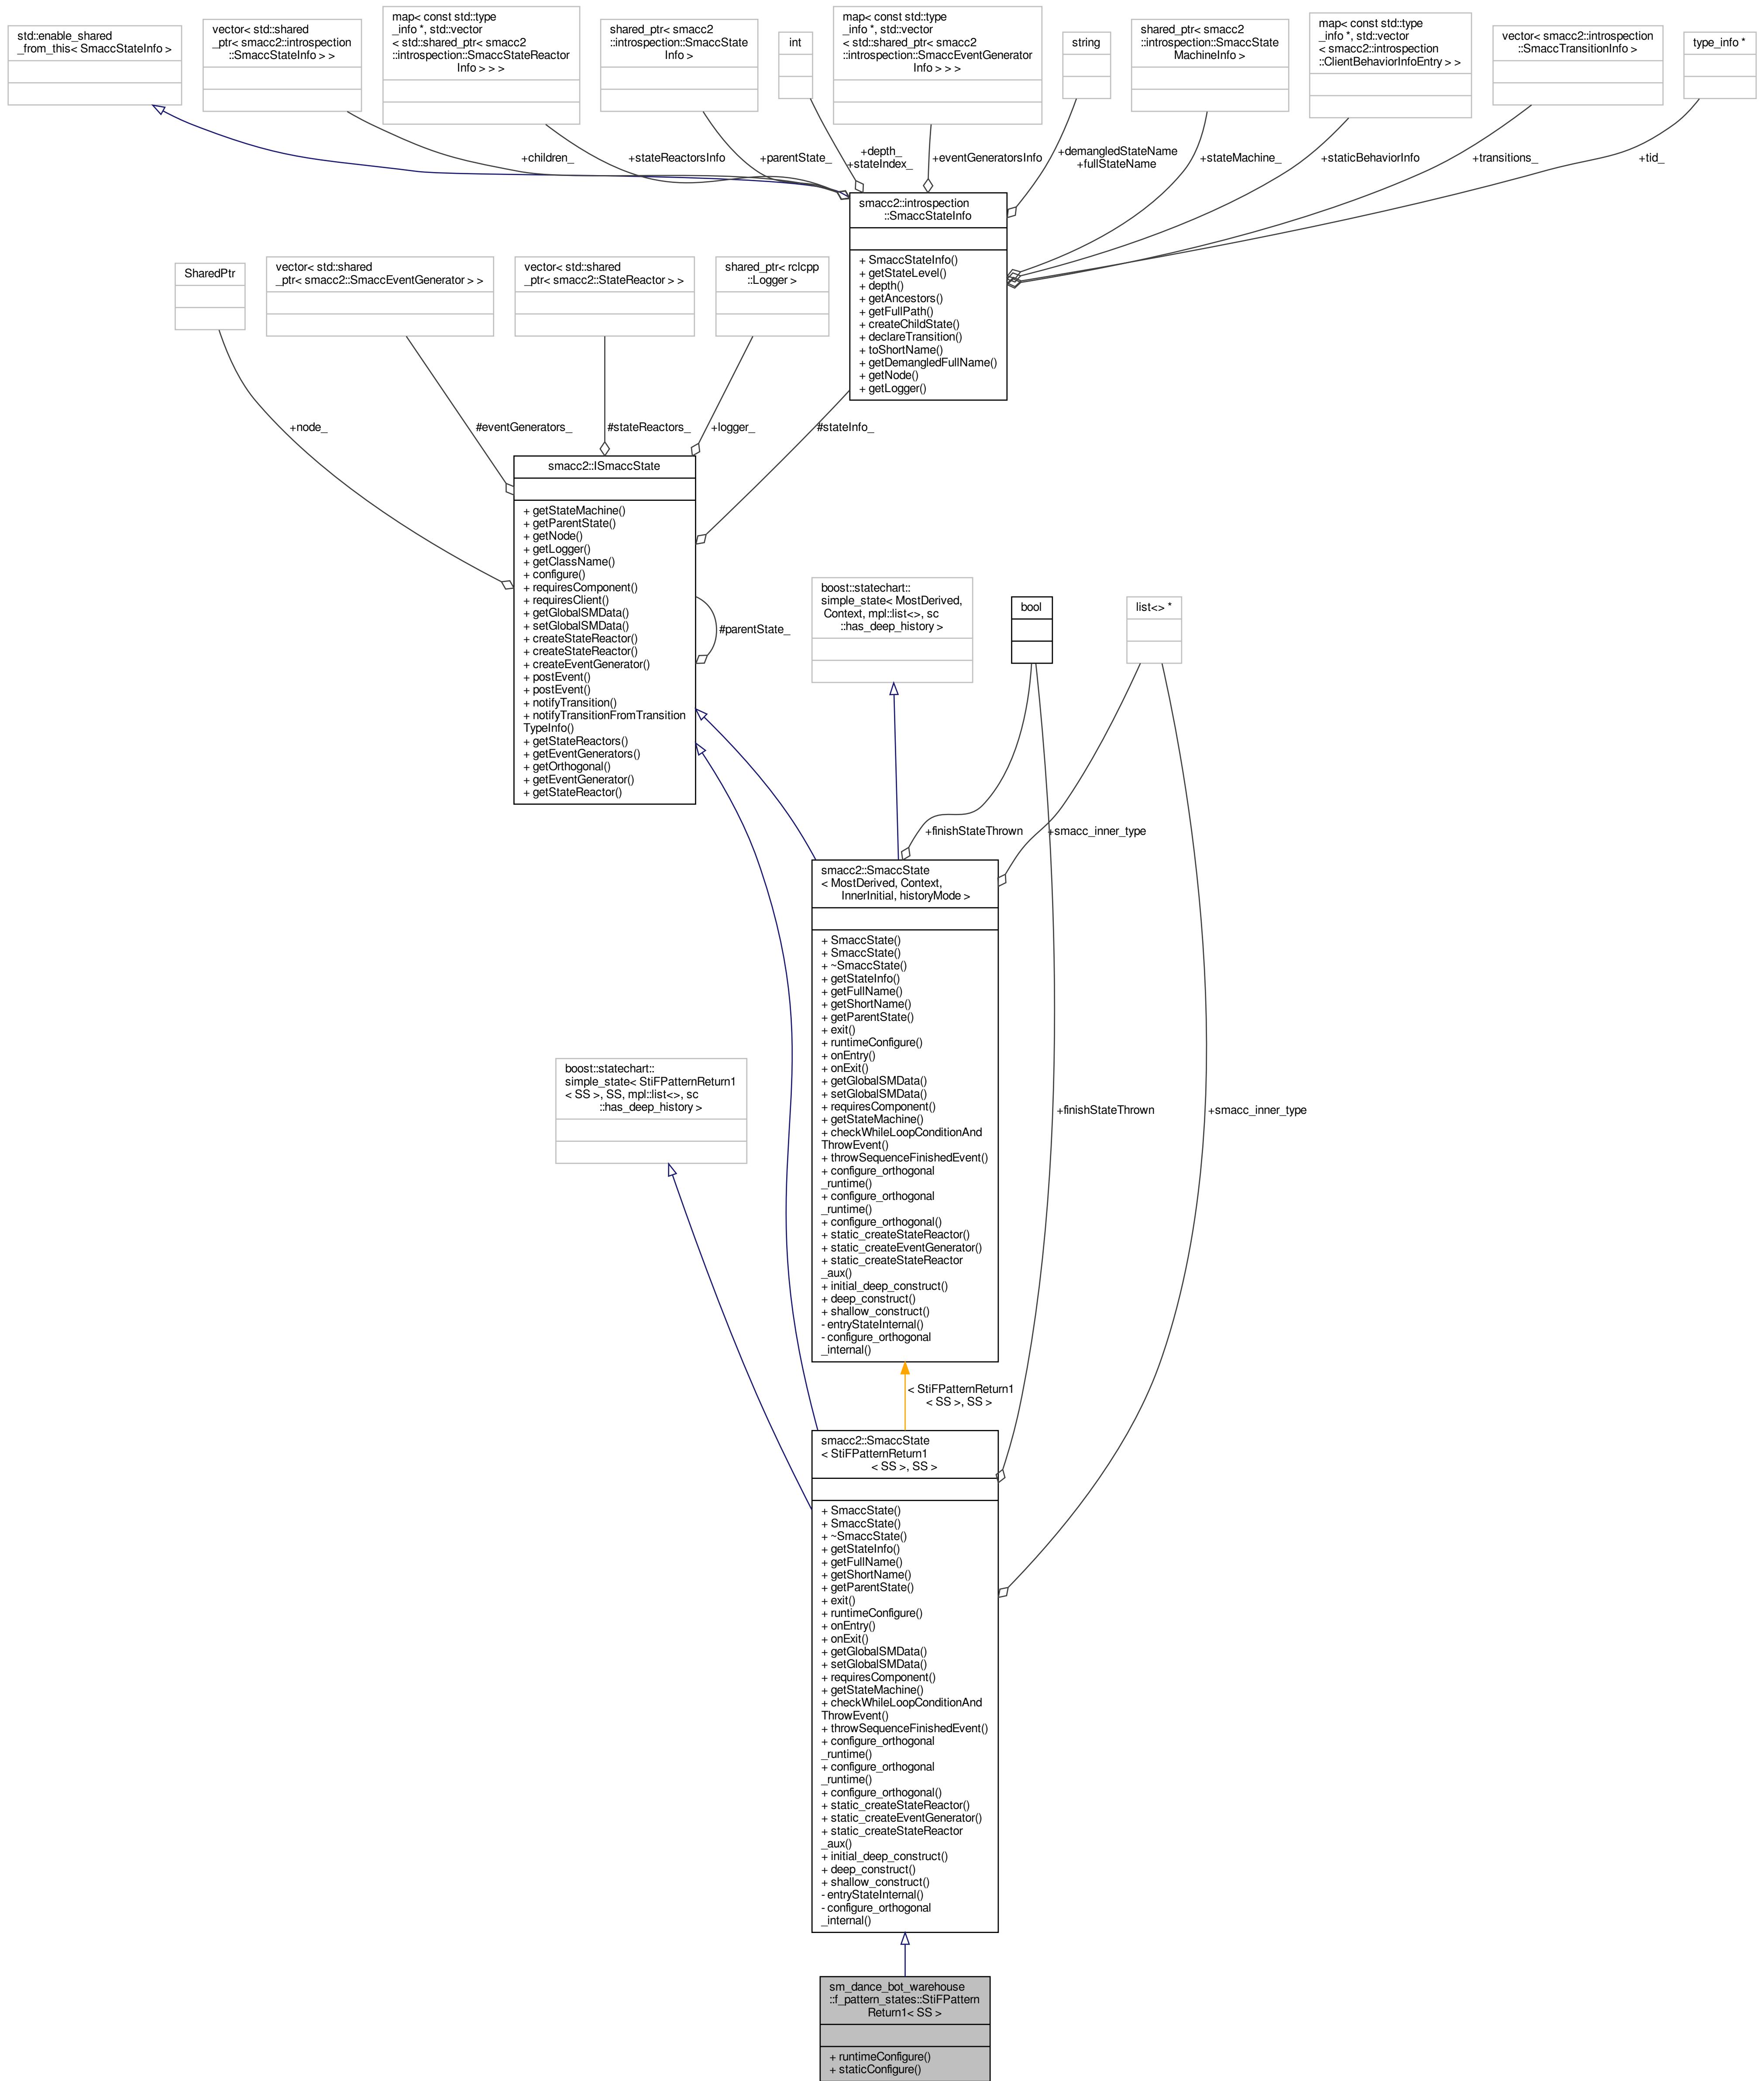 std::enable_shared
_from_this< SmaccStateInfo >
vector< std::shared
_ptr< smacc2::introspection
::SmaccStateInfo > >
map< const std::type
_info *, std::vector
< std::shared_ptr< smacc2
::introspection::SmaccStateReactor
Info > > >
shared_ptr< smacc2
::introspection::SmaccState
Info >
int
map< const std::type
_info *, std::vector
< std::shared_ptr< smacc2
::introspection::SmaccEventGenerator
Info > > >
string
shared_ptr< smacc2
::introspection::SmaccState
MachineInfo >
map< const std::type
_info *, std::vector
< smacc2::introspection
::ClientBehaviorInfoEntry > >
vector< smacc2::introspection
::SmaccTransitionInfo >
type_info *
+children_
+stateReactorsInfo
+parentState_
+depth_
+stateIndex_
+eventGeneratorsInfo
+demangledStateName
+fullStateName
+stateMachine_
+staticBehaviorInfo
+transitions_
+tid_
smacc2::introspection
::SmaccStateInfo
+ SmaccStateInfo()
+ getStateLevel()
+ depth()
+ getAncestors()
+ getFullPath()
+ createChildState()
+ declareTransition()
+ toShortName()
+ getDemangledFullName()
+ getNode()
+ getLogger()
SharedPtr
vector< std::shared
_ptr< smacc2::SmaccEventGenerator > >
vector< std::shared
_ptr< smacc2::StateReactor > >
shared_ptr< rclcpp
::Logger >
+node_
#eventGenerators_
#stateReactors_
+logger_
#stateInfo_
smacc2::ISmaccState
+ getStateMachine()
+ getParentState()
+ getNode()
+ getLogger()
+ getClassName()
+ configure()
+ requiresComponent()
+ requiresClient()
+ getGlobalSMData()
+ setGlobalSMData()
+ createStateReactor()
+ createStateReactor()
+ createEventGenerator()
+ postEvent()
+ postEvent()
+ notifyTransition()
+ notifyTransitionFromTransition
TypeInfo()
+ getStateReactors()
+ getEventGenerators()
+ getOrthogonal()
+ getEventGenerator()
+ getStateReactor()
#parentState_
boost::statechart::
simple_state< MostDerived,
Context, mpl::list<>, sc
::has_deep_history >
bool
list<> *
+finishStateThrown
+smacc_inner_type
smacc2::SmaccState
< MostDerived, Context,
InnerInitial, historyMode >
+ SmaccState()
+ SmaccState()
+ ~SmaccState()
+ getStateInfo()
+ getFullName()
+ getShortName()
+ getParentState()
+ exit()
+ runtimeConfigure()
+ onEntry()
+ onExit()
+ getGlobalSMData()
+ setGlobalSMData()
+ requiresComponent()
+ getStateMachine()
+ checkWhileLoopConditionAnd
ThrowEvent()
+ throwSequenceFinishedEvent()
+ configure_orthogonal
_runtime()
+ configure_orthogonal
_runtime()
+ configure_orthogonal()
+ static_createStateReactor()
+ static_createEventGenerator()
+ static_createStateReactor
_aux()
+ initial_deep_construct()
+ deep_construct()
+ shallow_construct()
- entryStateInternal()
- configure_orthogonal
_internal()
boost::statechart::
simple_state< StiFPatternReturn1
< SS >, SS, mpl::list<>, sc
::has_deep_history >
+finishStateThrown
+smacc_inner_type
< StiFPatternReturn1
< SS >, SS >
smacc2::SmaccState
< StiFPatternReturn1
< SS >, SS >
+ SmaccState()
+ SmaccState()
+ ~SmaccState()
+ getStateInfo()
+ getFullName()
+ getShortName()
+ getParentState()
+ exit()
+ runtimeConfigure()
+ onEntry()
+ onExit()
+ getGlobalSMData()
+ setGlobalSMData()
+ requiresComponent()
+ getStateMachine()
+ checkWhileLoopConditionAnd
ThrowEvent()
+ throwSequenceFinishedEvent()
+ configure_orthogonal
_runtime()
+ configure_orthogonal
_runtime()
+ configure_orthogonal()
+ static_createStateReactor()
+ static_createEventGenerator()
+ static_createStateReactor
_aux()
+ initial_deep_construct()
+ deep_construct()
+ shallow_construct()
- entryStateInternal()
- configure_orthogonal
_internal()
sm_dance_bot_warehouse
::f_pattern_states::StiFPattern
Return1< SS >
+ runtimeConfigure()
+ staticConfigure()